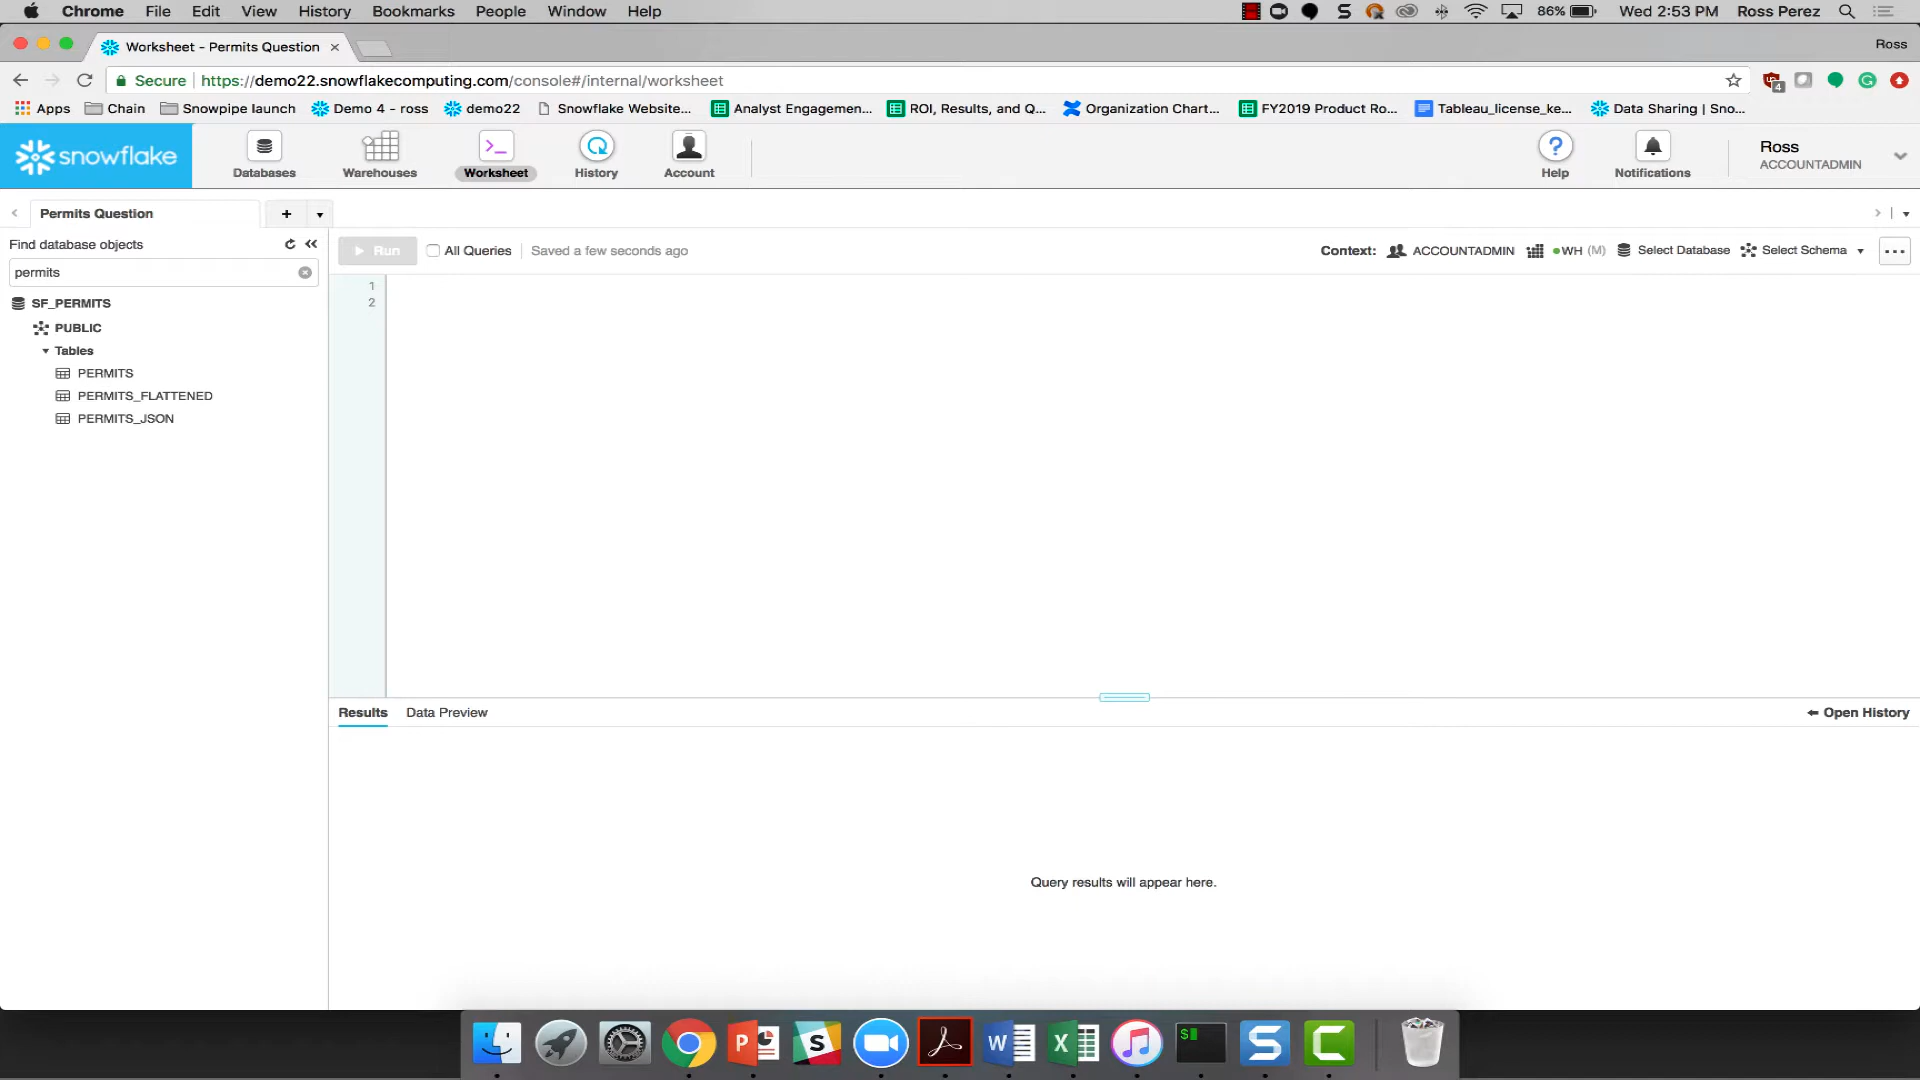 Chrome File Edit View History Bookmarks People Window Help 86% Wed 2:53 PM Ross Perez
Worksheet - Permits Question Ross
Secure https://demo22.snowflakecomputing.com/console#/internal/worksheet 4
Apps Chain Snowpipe launch Demo 4 - ross demo22 Snowflake Website... Analyst Engagemen... ROI, Results, and Q... Organization Chart... FY2019 Product Ro... Tableau_license_ke... Data Sharing | Sno...
snowflake Databases Warehouses Worksheet History Account Help Notifications Ross
ACCOUNTADMIN
Permits Question
Find database objects
permits
SF_PERMITS
PUBLIC
Tables
PERMITS
PERMITS_FLATTENED
PERMITS_JSON
Run All Queries Saved a few seconds ago Context: ACCOUNTADMIN WH (M) Select Database Select Schema
1
2
Results Data Preview Open History
Query results will appear here.